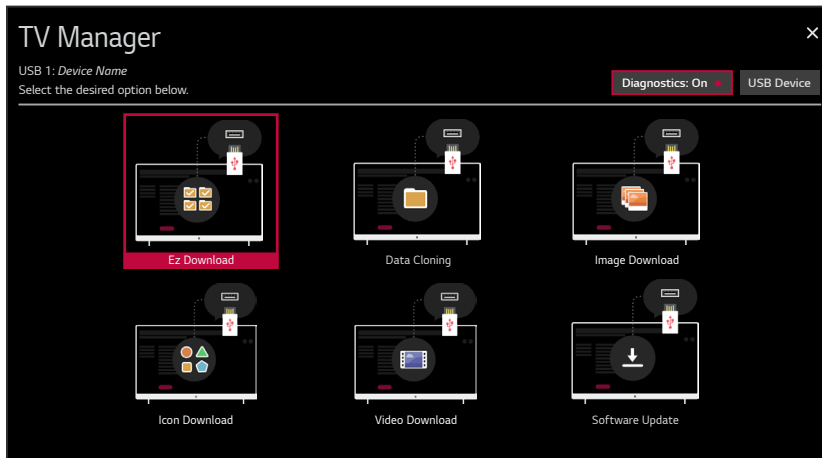 TV Manager
USB 1: Device Name
Select the desired option below.
Diagnostics: On
USB Device
Ez Download
Data Cloning
Image Download
Icon Download
Video Download
Software Update